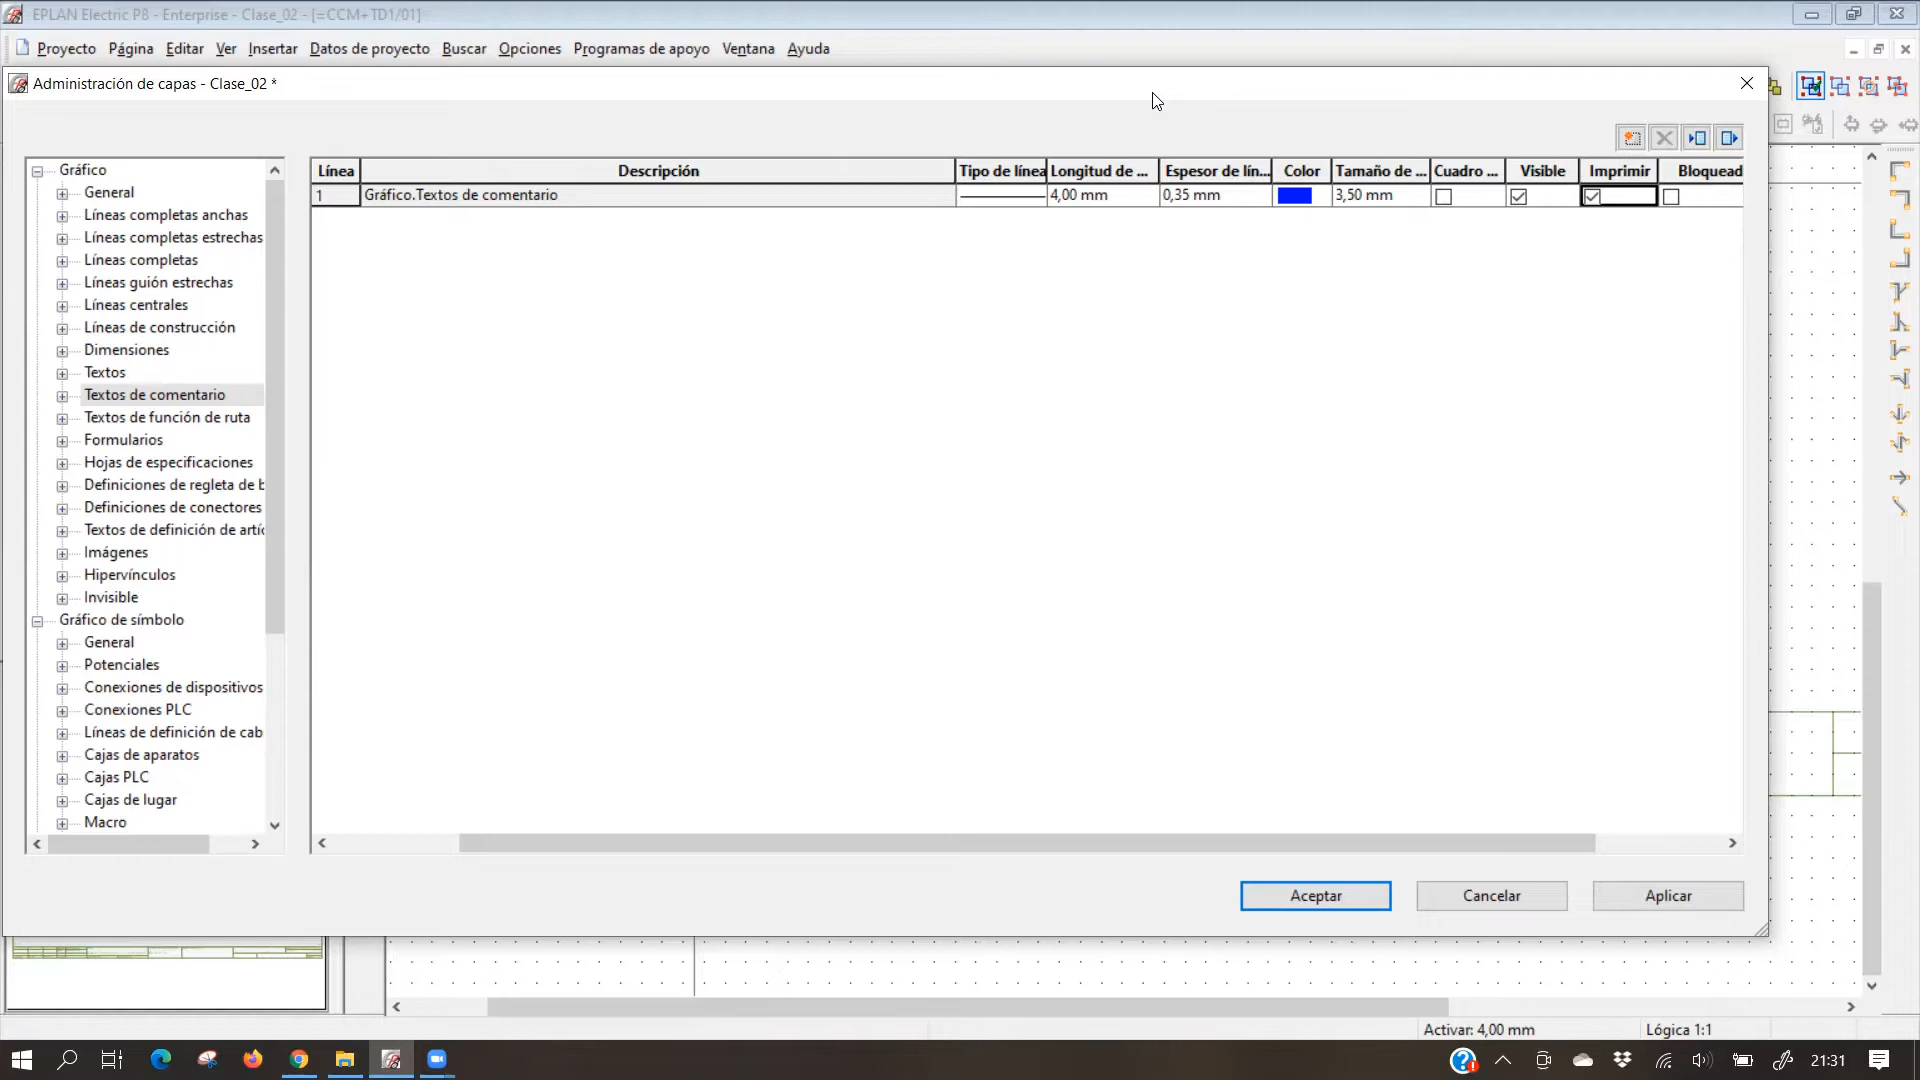 EPLAN Electric P8 - Enterprise - Clase_02 - [=CCM+TD1/01]
Proyecto Página Editar Ver Insertar Datos de proyecto Buscar Opciones Programas de apoyo Ventana Ayuda
Administración de capas - Clase_02 *
Línea Descripción Tipo de línea Longitud de ... Espesor de lín... Color Tamaño de ... Cuadro ... Visible Imprimir Bloquead
1 Gráfico.Textos de comentario 4,00 mm 0,35 mm 3,50 mm
Gráfico
General
Líneas completas anchas
Líneas completas estrechas
Líneas completas
Líneas guión estrechas
Líneas centrales
Líneas de construcción
Dimensiones
Textos
Textos de comentario
Textos de función de ruta
Formularios
Hojas de especificaciones
Definiciones de regleta de b
Definiciones de conectores
Textos de definición de artíc
Imágenes
Hipervínculos
Invisible
Gráfico de símbolo
General
Potenciales
Conexiones de dispositivos
Conexiones PLC
Líneas de definición de cab
Cajas de aparatos
Cajas PLC
Cajas de lugar
Macro
Aceptar Cancelar Aplicar
Activar: 4,00 mm Lógica 1:1
21:31